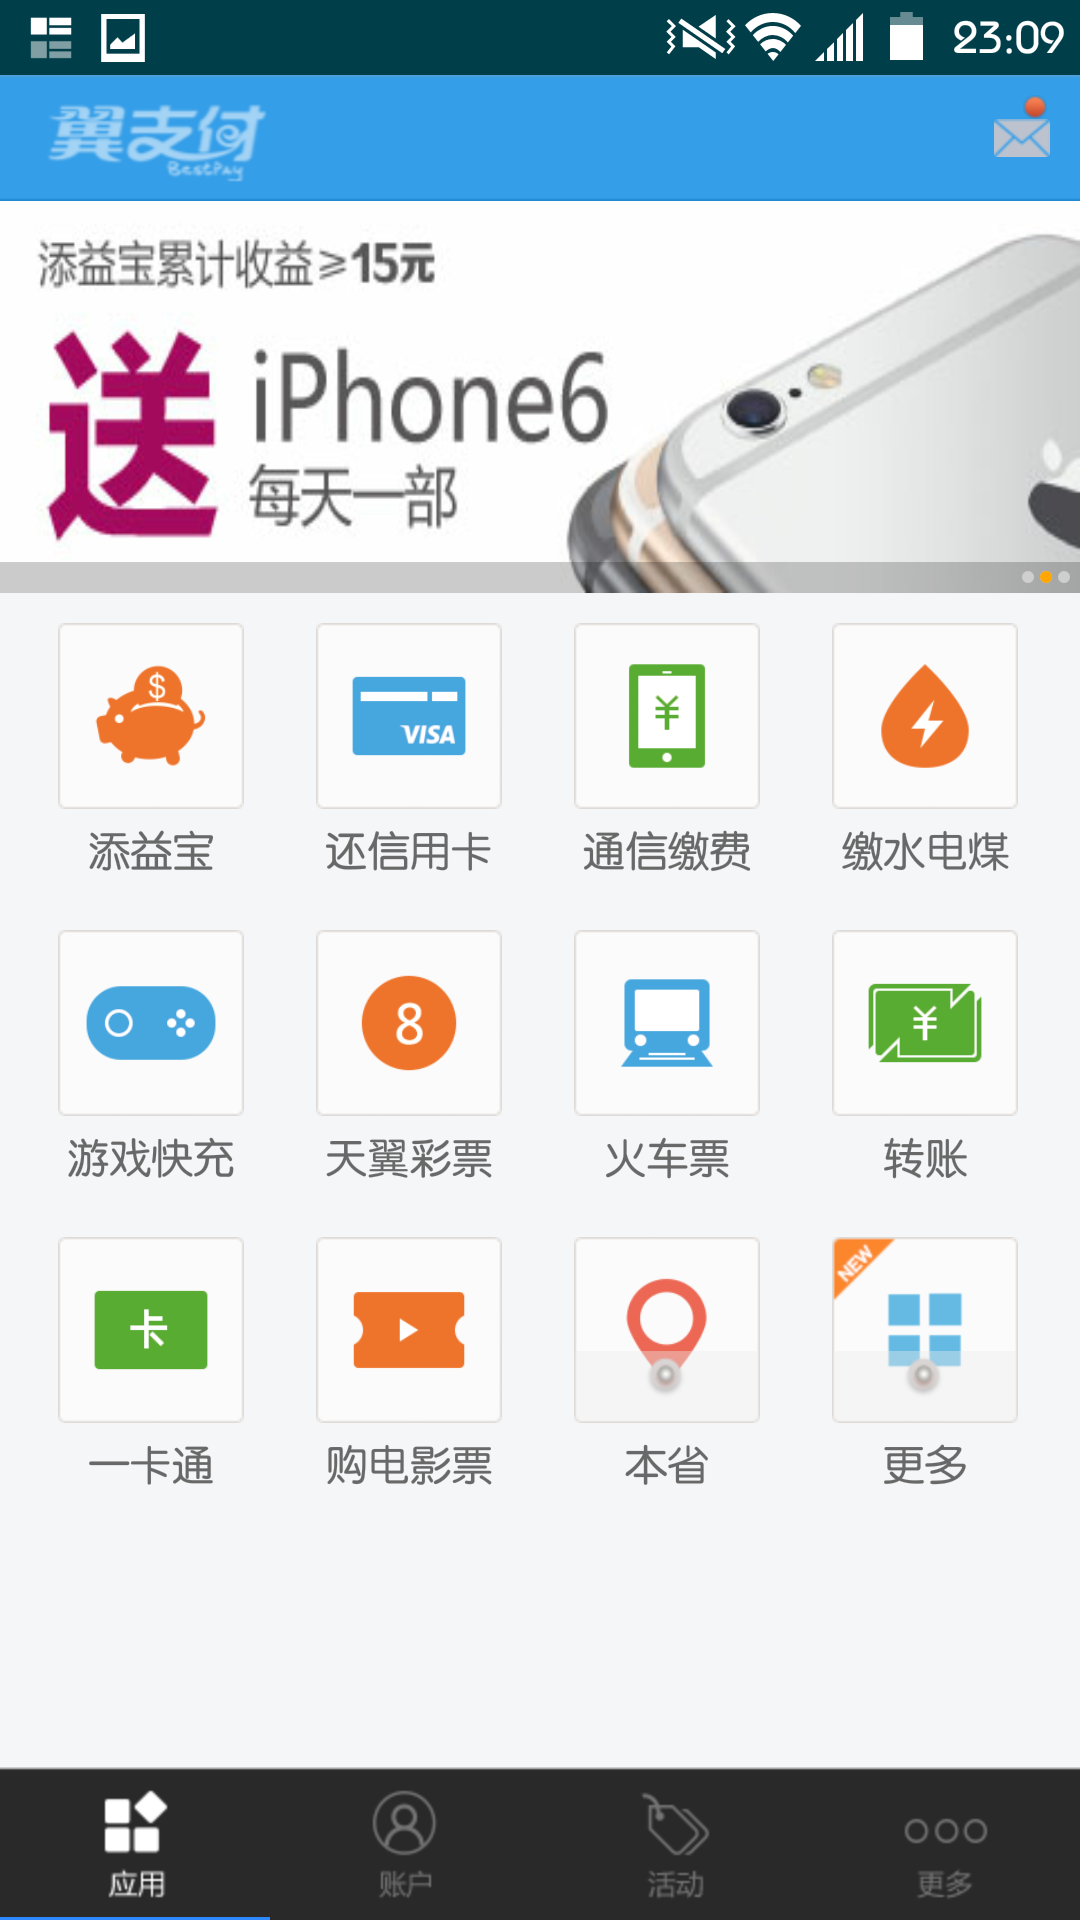 23:09
翼支付
BestPay
添益宝累计收益≥15元
送
iPhone6
每天一部
$
VISA
¥
添益宝
还信用卡
通信缴费
缴水电煤
8
¥
游戏快充
天翼彩票
火车票
转账
卡
NEW
一卡通
购电影票
本省
更多
应用
账户
活动
更多